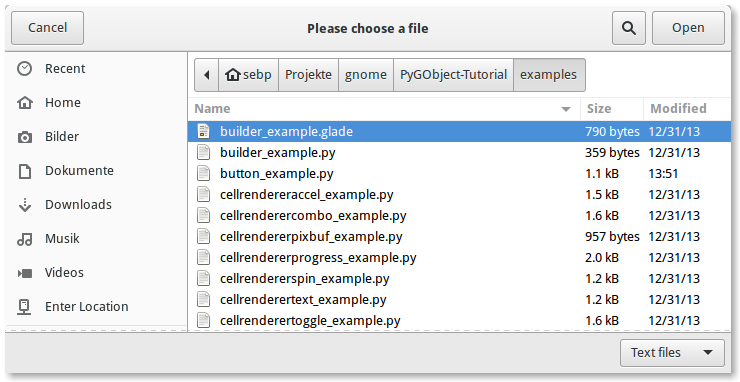 Cancel Please choose a file Open
Recent
Home
Bilder
Dokumente
Downloads
Musik
Videos
Enter Location
sebp Projekte gnome PyGObject-Tutorial examples
Name Size Modified
builder_example.glade 790 bytes 12/31/13
builder_example.py 359 bytes 12/31/13
button_example.py 1.1 kB 13:51
cellrendereraccel_example.py 1.5 kB 12/31/13
cellrenderercombo_example.py 1.6 kB 12/31/13
cellrendererpixbuf_example.py 957 bytes 12/31/13
cellrendererprogress_example.py 2.0 kB 12/31/13
cellrendererspin_example.py 1.2 kB 12/31/13
cellrenderertext_example.py 1.2 kB 12/31/13
cellrenderertoggle_example.py 1.6 kB 12/31/13
Text files